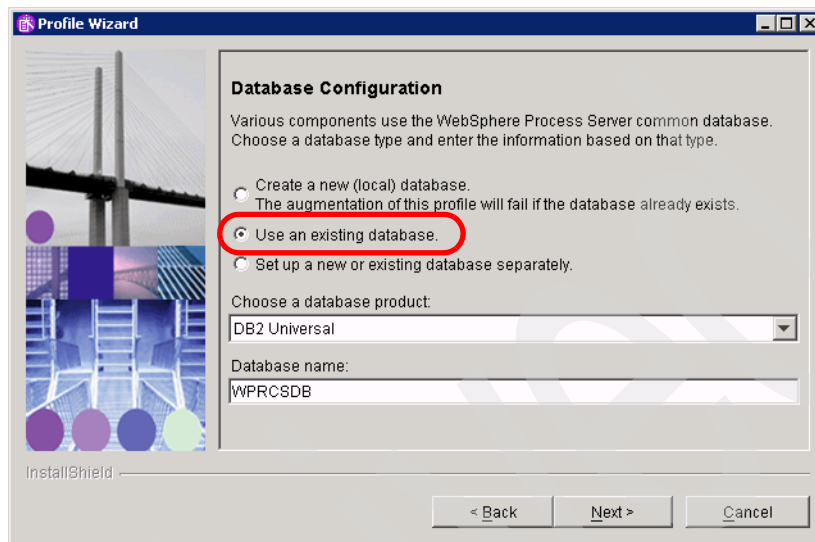 Profile Wizard
Database Configuration
Various components use the WebSphere Process Server common database.
Choose a database type and enter the information based on that type.
Create a new (local) database.
The augmentation of this profile will fail if the database already exists.
Use an existing database.
Set up a new or existing database separately.
Choose a database product:
DB2 Universal
Database name:
WPRCSDB
InstallShield
< Back
Next >
Cancel